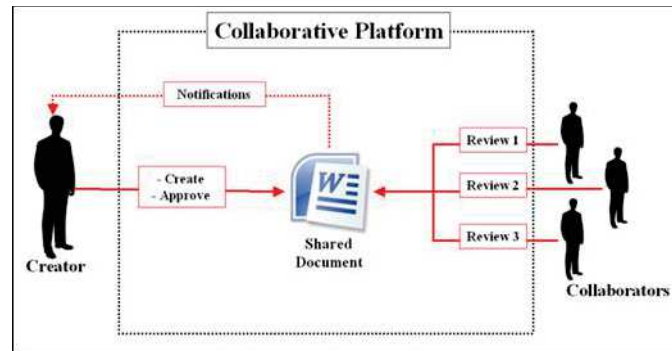 Collaborative Platform
Notifications
- Create
- Approve
W
Shared
Document
Review 1
Review 2
Review 3
Creator
Collaborators